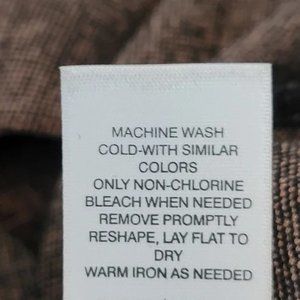 MACHINE WASH
COLD-WITH SIMILAR
COLORS
ONLY NON-CHLORINE
BLEACH WHEN NEEDED
REMOVE PROMPTLY
RESHAPE, LAY FLAT TO
DRY
WARM IRON AS NEEDED